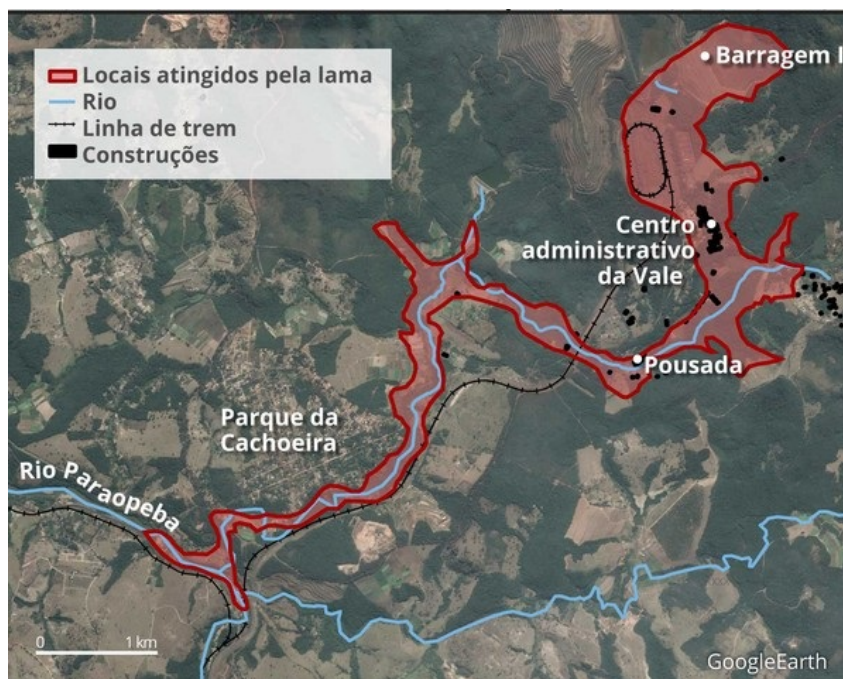 Locais atingidos pela lama
Rio
Linha de trem
Construções
Barragem I
Centro
administrativo
da Vale
Pousada
Parque da
Cachoeira
Rio Paraopeba
0 1 km
GoogleEarth